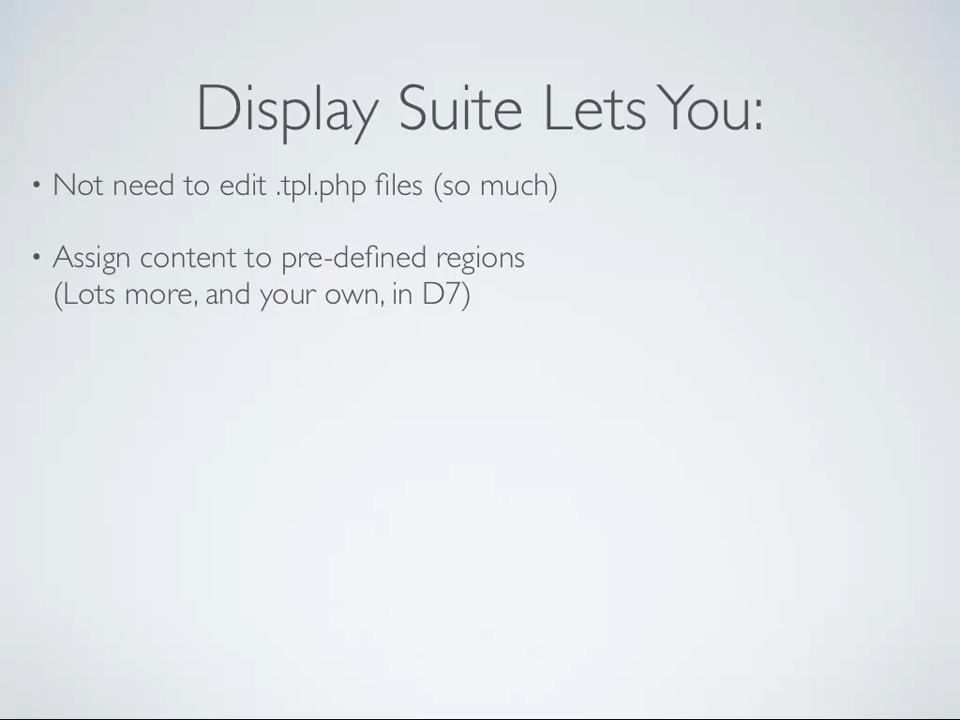 Display Suite Lets You:
• Not need to edit .tpl.php files (so much)
• Assign content to pre-defined regions
(Lots more, and your own, in D7)